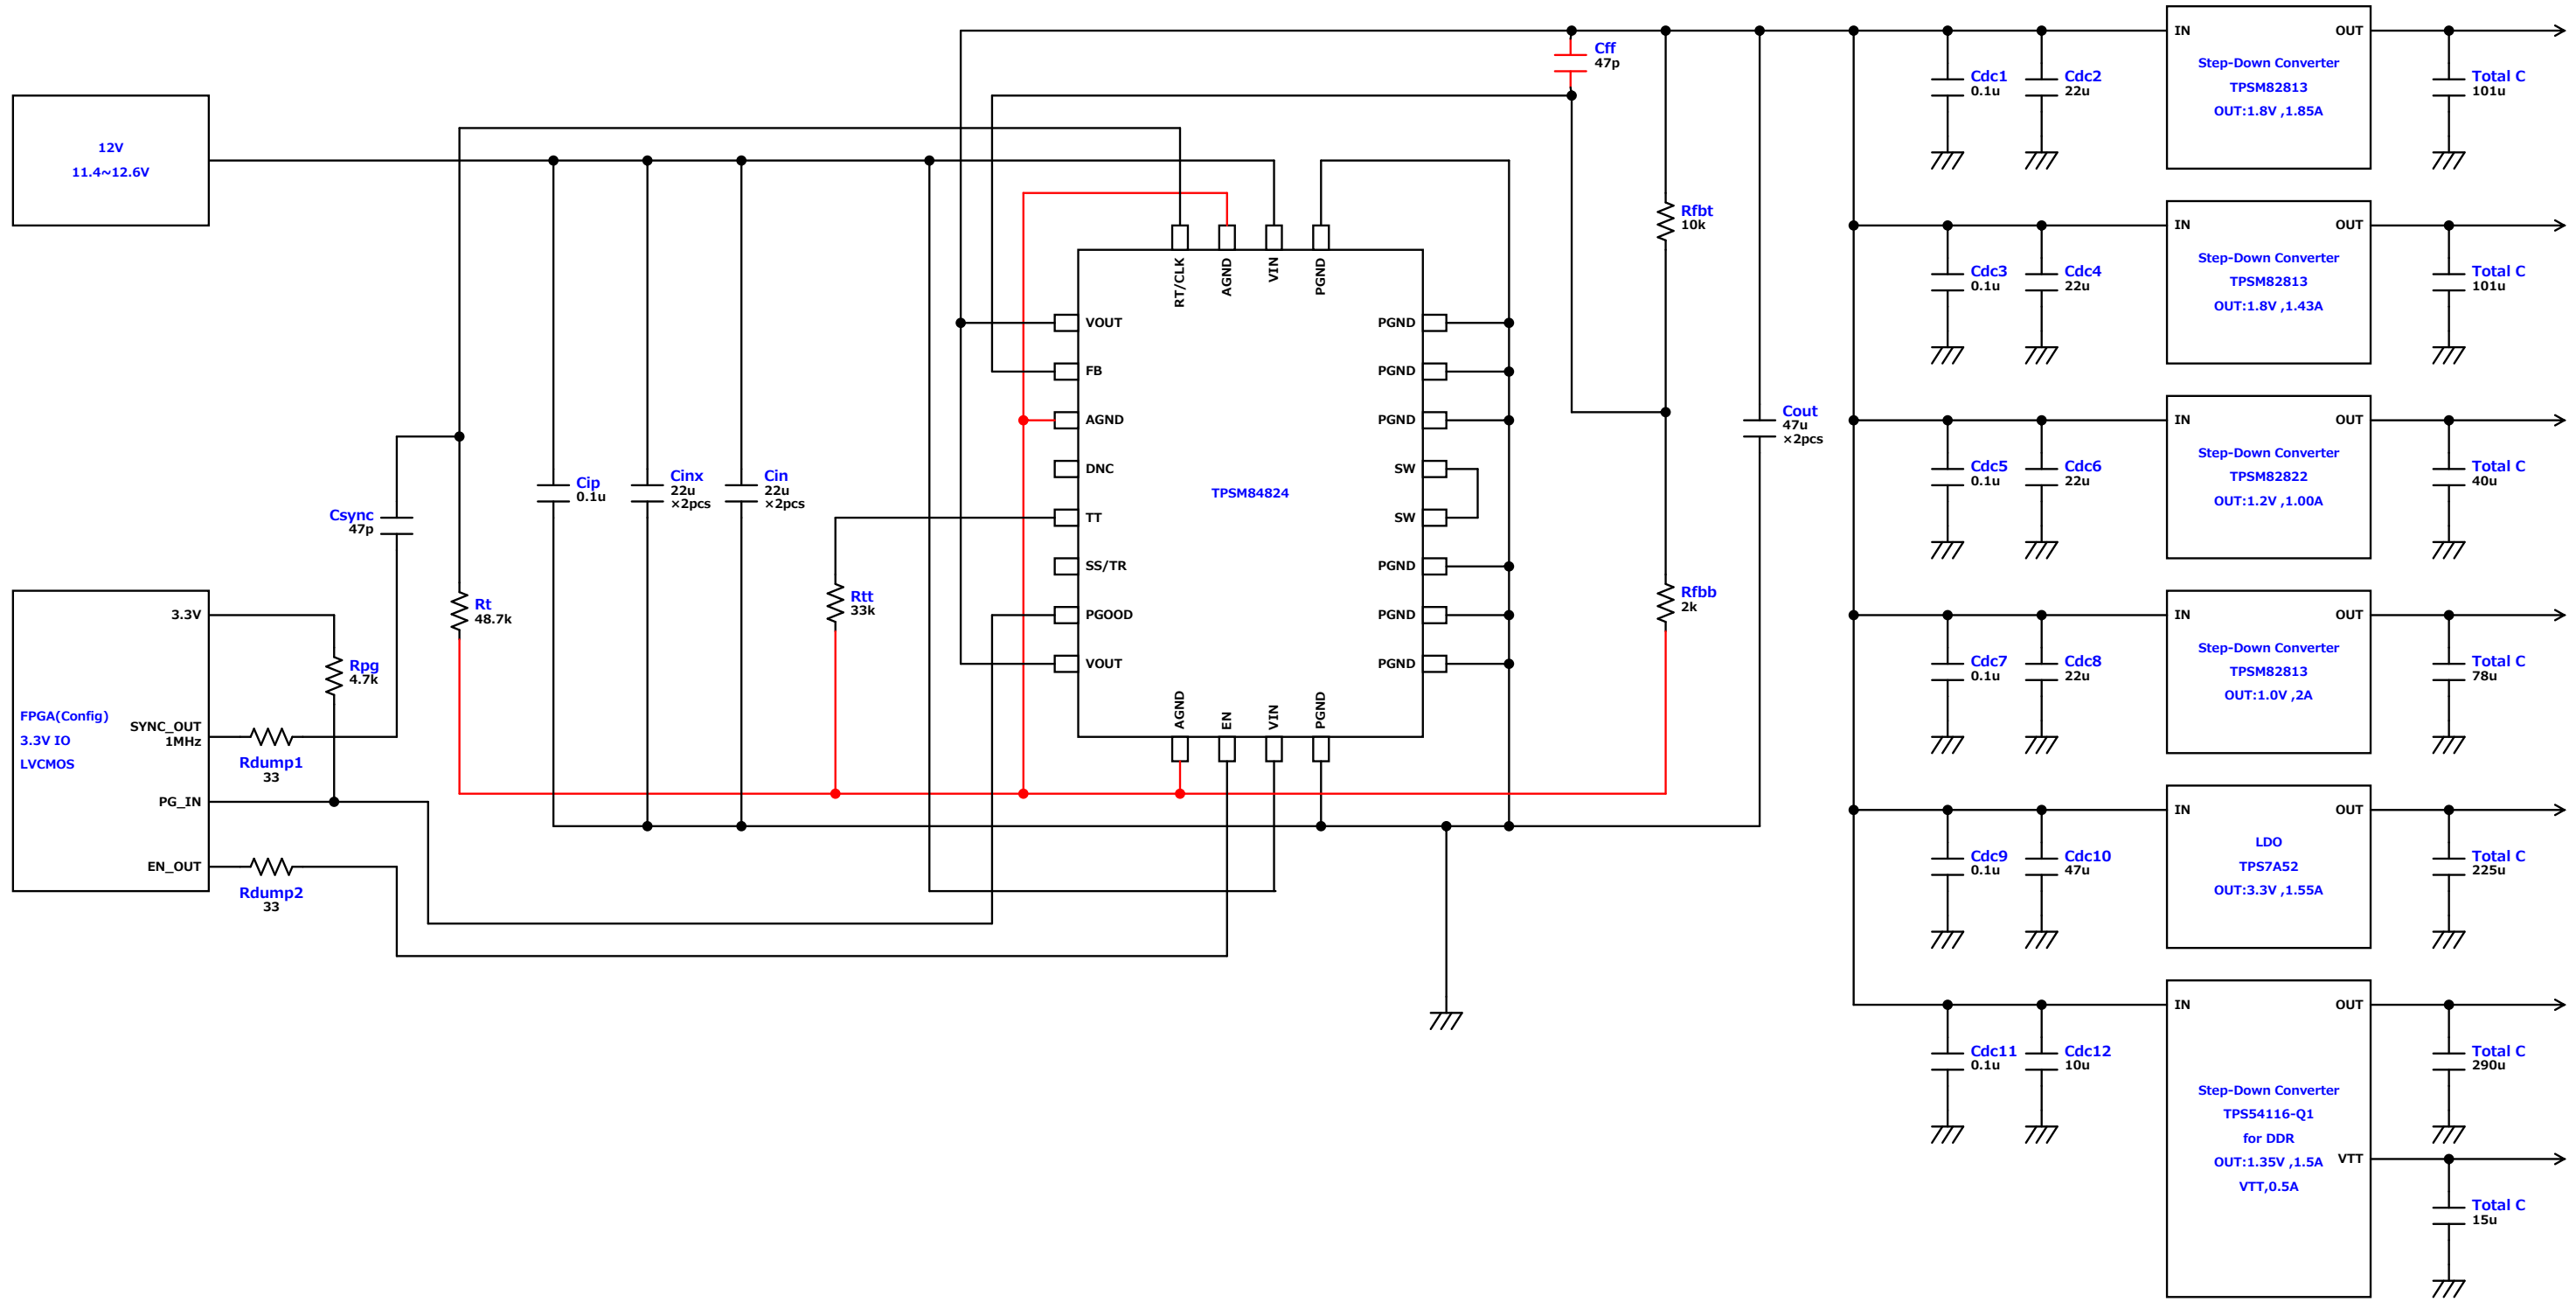 12V
11.4~12.6V
FPGA(Config)
3.3V IO
LVCMOS
3.3V
SYNC_OUT
1MHz
PG_IN
EN_OUT
Rpg
4.7k
Rdump1
33
Rdump2
33
Csync
47p
Rt
48.7k
Cip
0.1u
Cinx
22u
×2pcs
Cin
22u
×2pcs
Rtt
33k
RT/CLK
AGND
VIN
PGND
VOUT
FB
AGND
DNC
TT
SS/TR
PGOOD
VOUT
TPSM84824
PGND
PGND
PGND
SW
SW
PGND
PGND
PGND
AGND
EN
VIN
PGND
Cff
47p
Rfbt
10k
Rfbb
2k
Cout
47u
×2pcs
Cdc1
0.1u
Cdc2
22u
IN
OUT
Step-Down Converter
TPSM82813
OUT:1.8V ,1.85A
Total C
101u
Cdc3
0.1u
Cdc4
22u
IN
OUT
Step-Down Converter
TPSM82813
OUT:1.8V ,1.43A
Total C
101u
Cdc5
0.1u
Cdc6
22u
IN
OUT
Step-Down Converter
TPSM82822
OUT:1.2V ,1.00A
Total C
40u
Cdc7
0.1u
Cdc8
22u
IN
OUT
Step-Down Converter
TPSM82813
OUT:1.0V ,2A
Total C
78u
Cdc9
0.1u
Cdc10
47u
IN
OUT
LDO
TPS7A52
OUT:3.3V ,1.55A
Total C
225u
Cdc11
0.1u
Cdc12
10u
IN
OUT
Step-Down Converter
TPS54116-Q1
for DDR
OUT:1.35V ,1.5A
VTT,0.5A
VTT
Total C
290u
Total C
15u